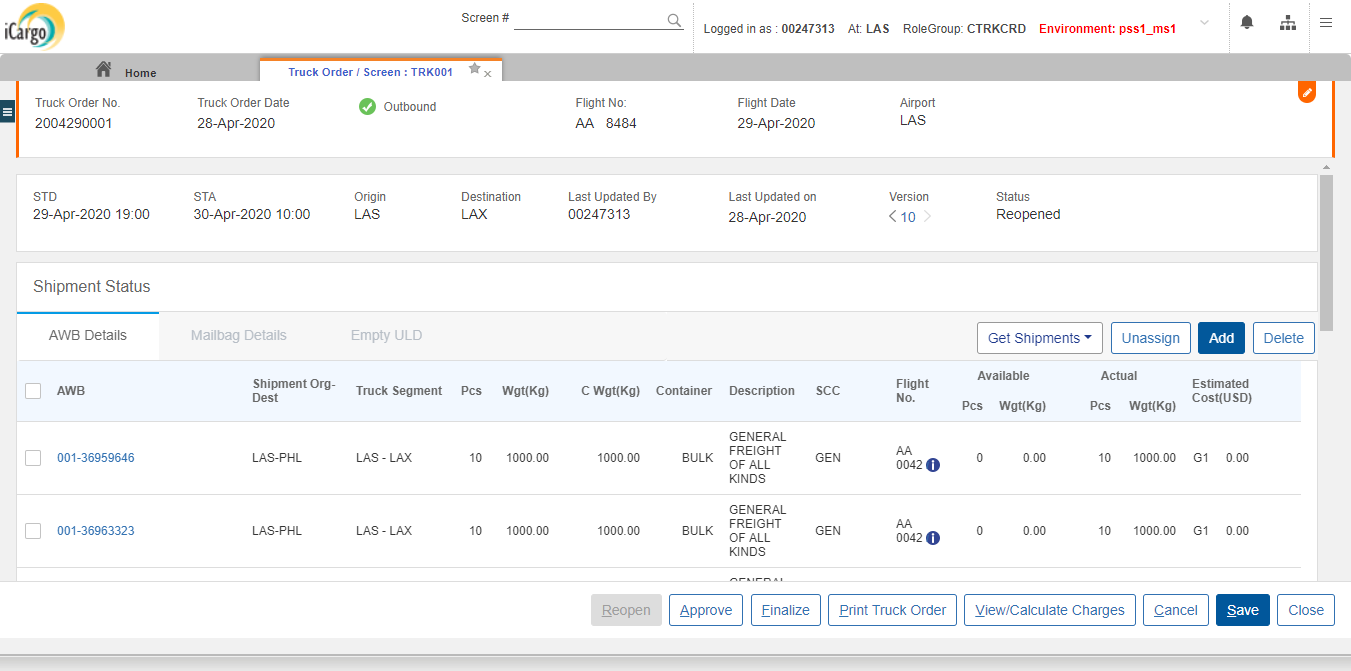 iCargo
Screen #
Logged in as : 00247313 At: LAS RoleGroup: CTRKCRD Environment: pss1_ms1
Home
Truck Order / Screen : TRK001
Truck Order No. Truck Order Date Outbound Flight No: Flight Date Airport
2004290001 28-Apr-2020 AA 8484 29-Apr-2020 LAS
STD STA Origin Destination Last Updated By Last Updated on Version Status
29-Apr-2020 19:00 30-Apr-2020 10:00 LAS LAX 00247313 28-Apr-2020 < 10 > Reopened
Shipment Status
AWB Details Mailbag Details Empty ULD Get Shipments Unassign Add Delete
AWB Shipment Org-Dest Truck Segment Pcs Wgt(Kg) C Wgt(Kg) Container Description SCC Flight No. Available Pcs Wgt(Kg) Actual Pcs Wgt(Kg) Estimated Cost(USD)
001-36959646 LAS-PHL LAS - LAX 10 1000.00 1000.00 BULK GENERAL FREIGHT OF ALL KINDS GEN AA 0042 0 0.00 10 1000.00 G1 0.00
001-36963323 LAS-PHL LAS - LAX 10 1000.00 1000.00 BULK GENERAL FREIGHT OF ALL KINDS GEN AA 0042 0 0.00 10 1000.00 G1 0.00
GENERAL
Reopen Approve Finalize Print Truck Order View/Calculate Charges Cancel Save Close